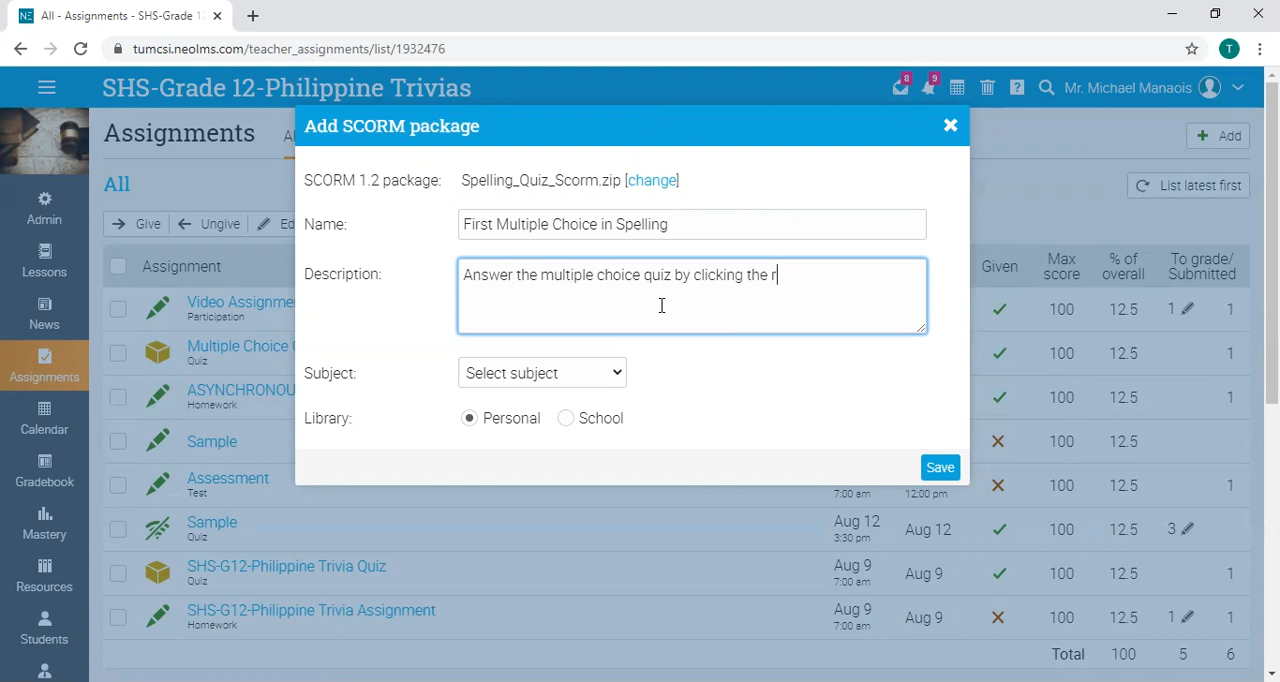 All - Assignments - SHS-Grade 1
tumcsi.neolms.com/teacher_assignments/list/1932476
T
SHS-Grade 12-Philippine Trivias
8
9
Mr. Michael Manaois
Assignments
Add
All
List latest first
Give
Ungive
Ed
Assignment
Given
Max score
% of overall
To grade/ Submitted
Video Assignme
Participation
1
1
100
12.5
Multiple Choice
Quiz
100
12.5
1
ASYNCHRONOU
Homework
100
12.5
1
Sample
100
12.5
Assessment
Test
7:00 am
12:00 pm
100
12.5
1
Sample
Quiz
Aug 12
3:30 pm
Aug 12
100
12.5
3
SHS-G12-Philippine Trivia Quiz
Quiz
Aug 9
7:00 am
Aug 9
100
12.5
1
SHS-G12-Philippine Trivia Assignment
Homework
Aug 9
7:00 am
Aug 9
100
12.5
1
1
Total
100
5
6
Admin
Lessons
News
Assignments
Calendar
Gradebook
Mastery
Resources
Students
Add SCORM package
SCORM 1.2 package: Spelling_Quiz_Scorm.zip [change]
Name: First Multiple Choice in Spelling
Description: Answer the multiple choice quiz by clicking the r
Subject: Select subject
Library: Personal School
Save